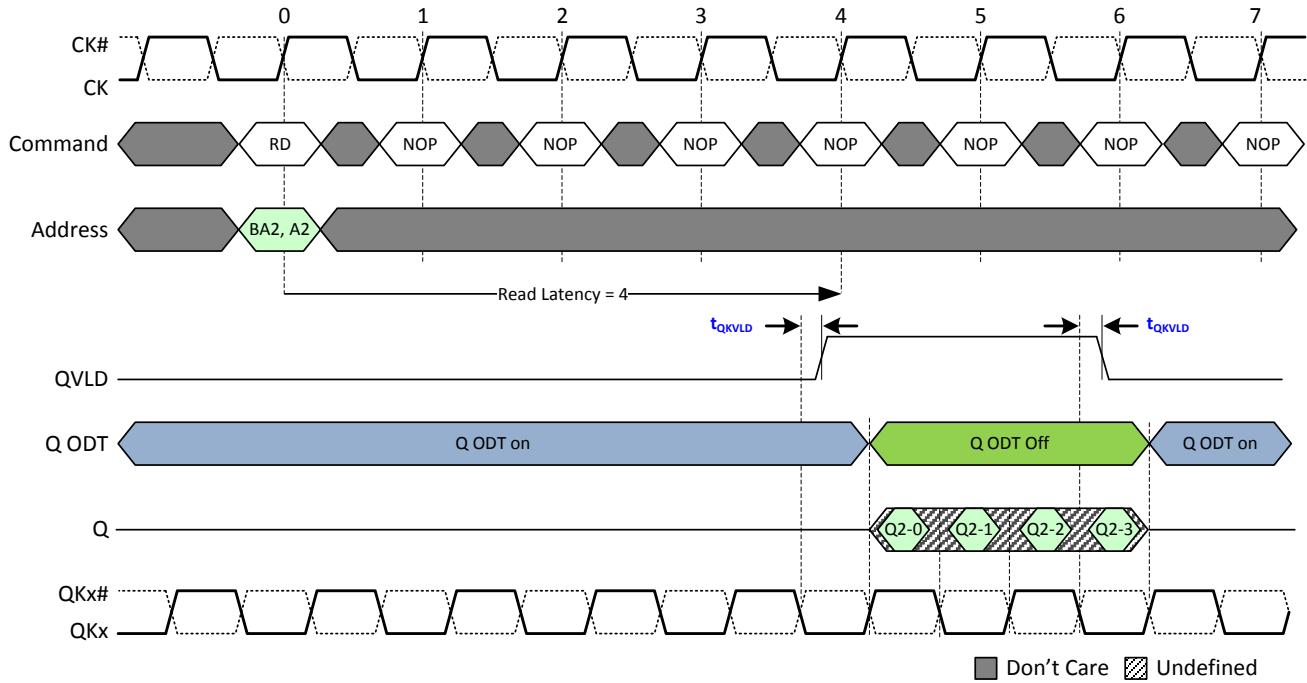 0 1 2 3 4 5 6 7
CK#
CK
Command RD NOP NOP NOP NOP NOP NOP NOP
Address BA2, A2
Read Latency = 4
tQKVLD tQKVLD
QVLD
Q ODT Q ODT on Q ODT Off Q ODT on
Q Q2-0 Q2-1 Q2-2 Q2-3
QKx#
QKx
Don't Care Undefined